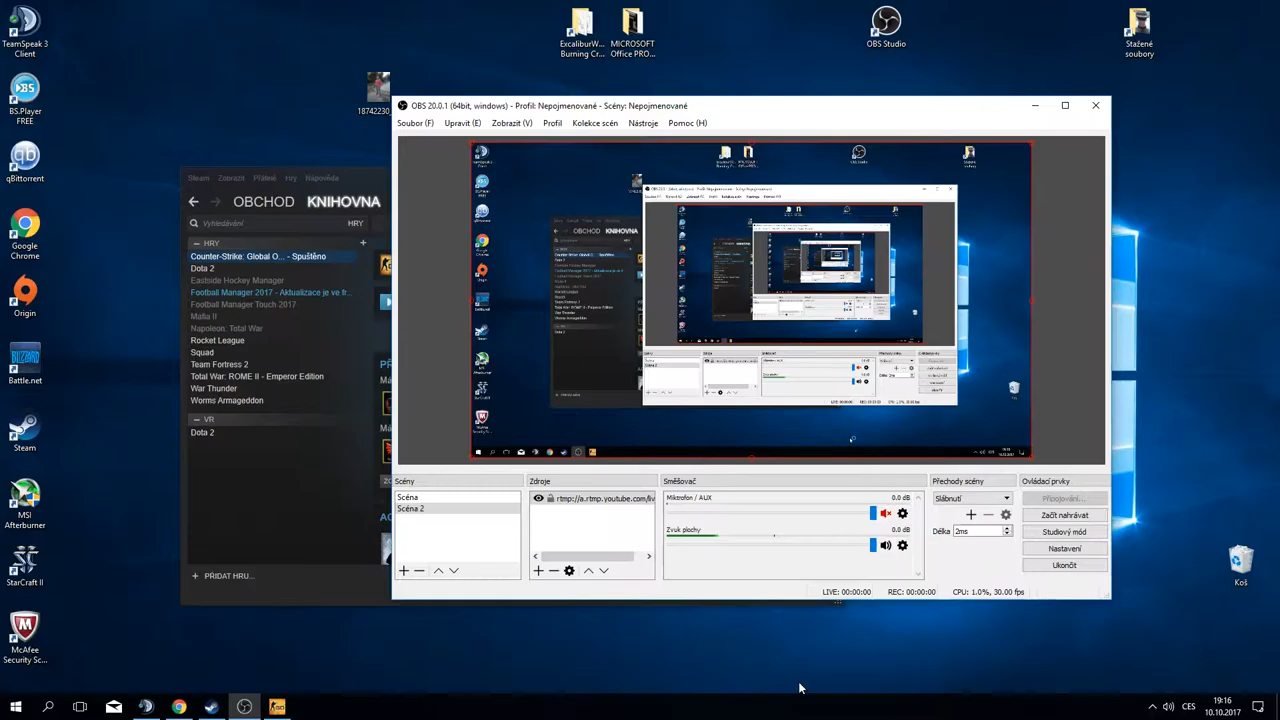 TeamSpeak 3
Client
BS.Player
FREE
qBittorrent
Google
Chrome
Origin
Battle.net
Steam
MSI
Afterburner
StarCraft II
McAfee
Security Sc...
ExcaliburW...
Burning Cr...
MICROSOFT
Office PRO...
OBS Studio
Stažené
soubory
18742230_
Koš
Steam Zobrazit Přátelé Hry Nápověda
OBCHOD KNIHOVNA
Vyhledávání HRY
HRY
Counter-Strike: Global O... - Spuštěno
Dota 2
Eastside Hockey Manager
Football Manager 2017 - Aktualizace je ve fr...
Football Manager Touch 2017
Mafia II
Napoleon: Total War
Rocket League
Squad
Team Fortress 2
Total War: ROME II - Emperor Edition
War Thunder
Worms Armageddon
VR
Dota 2
PŘIDAT HRU...
OBS 20.0.1 (64bit, windows) - Profil: Nepojmenované - Scény: Nepojmenované
Soubor (F) Upravit (E) Zobrazit (V) Profil Kolekce scén Nástroje Pomoc (H)
OBCHOD KNIHOVNA
Scény
Scéna
Scéna 2
Zdroje
rtmp://a.rtmp.youtube.com/liv
Směšovač
Mikrofon / AUX 0.0 dB
Zvuk plochy 0.0 dB
Přechody scény
Slábnutí
Délka 2ms
Ovládací prvky
Připojování...
Začít nahrávat
Studiový mód
Nastavení
Ukončit
LIVE: 00:00:00 REC: 00:00:00 CPU: 1.0%, 30.00 fps
CES
19:16
10.10.2017